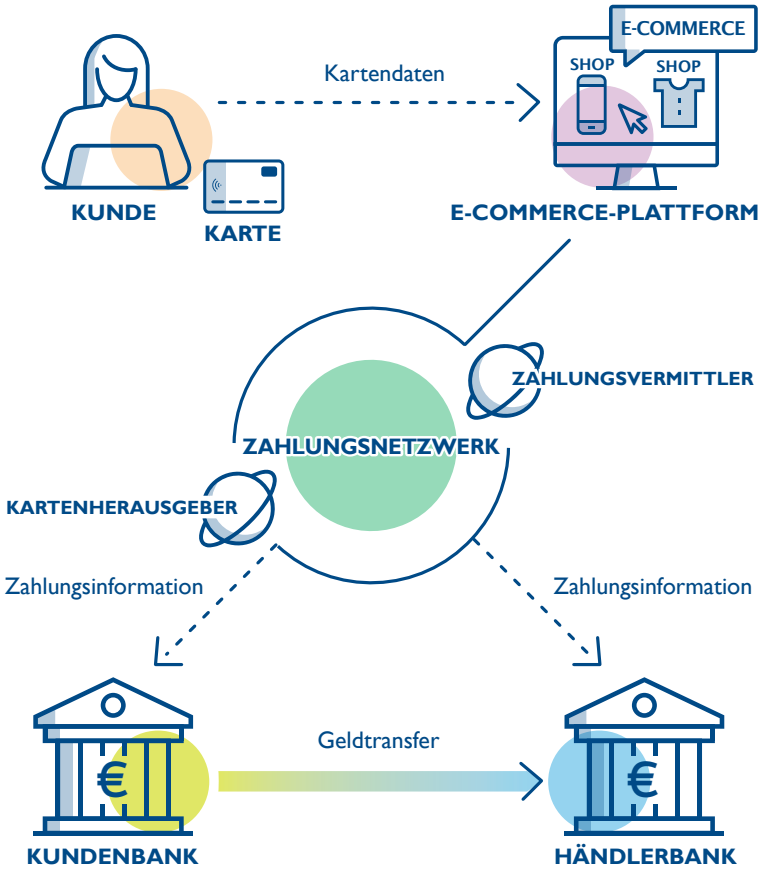 E-COMMERCE
SHOP
SHOP
Kartendaten
KUNDE
KARTE
E-COMMERCE-PLATTFORM
ZAHLUNGSVERMITTLER
ZAHLUNGSNETZWERK
KARTENHERAUSGEBER
Zahlungsinformation
Zahlungsinformation
Geldtransfer
€
€
KUNDENBANK
HÄNDLERBANK